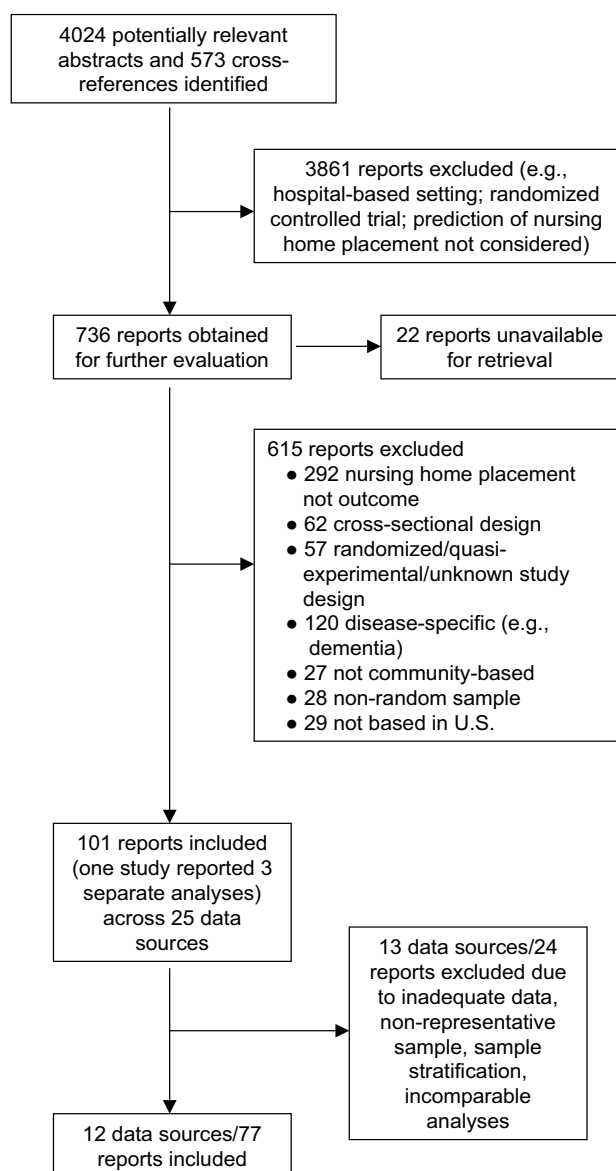 4024 potentially relevant
abstracts and 573 cross-
references identified
3861 reports excluded (e.g.,
hospital-based setting; randomized
controlled trial; prediction of nursing
home placement not considered)
736 reports obtained
for further evaluation
22 reports unavailable
for retrieval
615 reports excluded
● 292 nursing home placement
not outcome
● 62 cross-sectional design
● 57 randomized/quasi-
experimental/unknown study
design
● 120 disease-specific (e.g.,
dementia)
● 27 not community-based
● 28 non-random sample
● 29 not based in U.S.
101 reports included
(one study reported 3
separate analyses)
across 25 data
sources
13 data sources/24
reports excluded due
to inadequate data,
non-representative
sample, sample
stratification,
incomparable
analyses
12 data sources/77
reports included